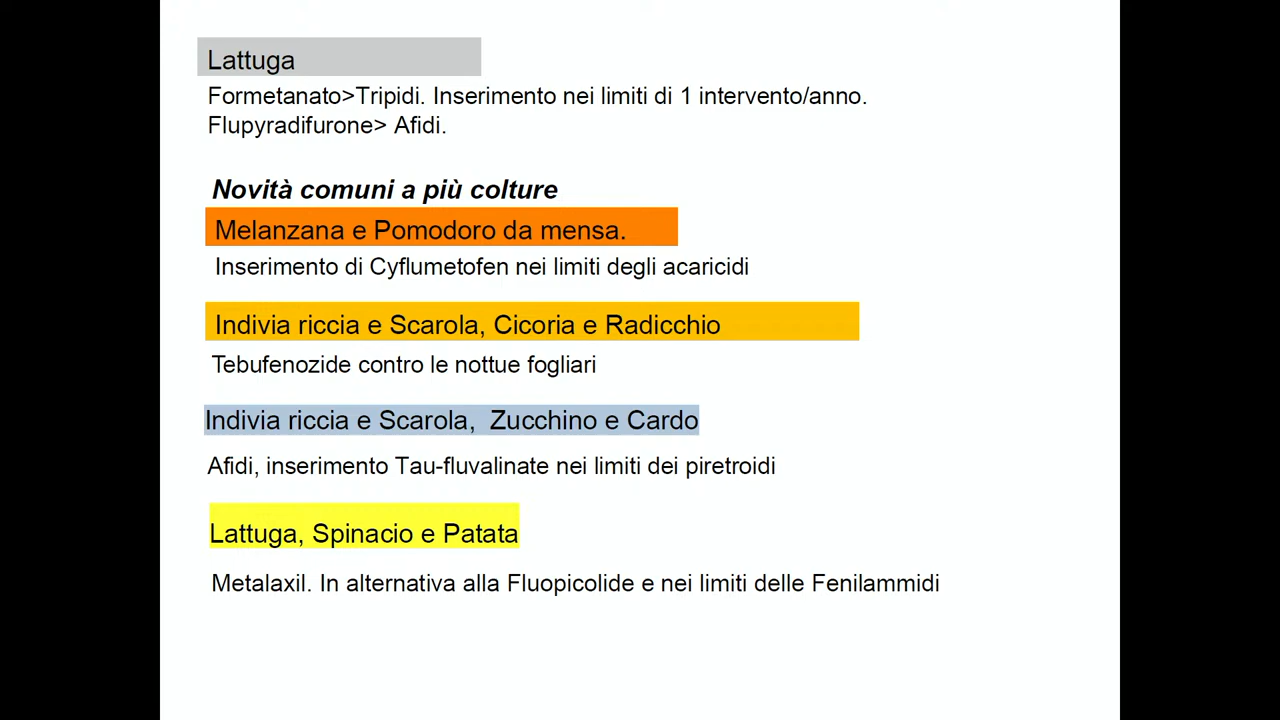 Lattuga
Formetanato>Tripidi. Inserimento nei limiti di 1 intervento/anno.
Flupyradifurone> Afidi.
Novità comuni a più colture
Melanzana e Pomodoro da mensa.
Inserimento di Cyflumetofen nei limiti degli acaricidi
Indivia riccia e Scarola, Cicoria e Radicchio
Tebufenozide contro le nottue fogliari
Indivia riccia e Scarola,  Zucchino e Cardo
Afidi, inserimento Tau-fluvalinate nei limiti dei piretroidi
Lattuga, Spinacio e Patata
Metalaxil. In alternativa alla Fluopicolide e nei limiti delle Fenilammidi